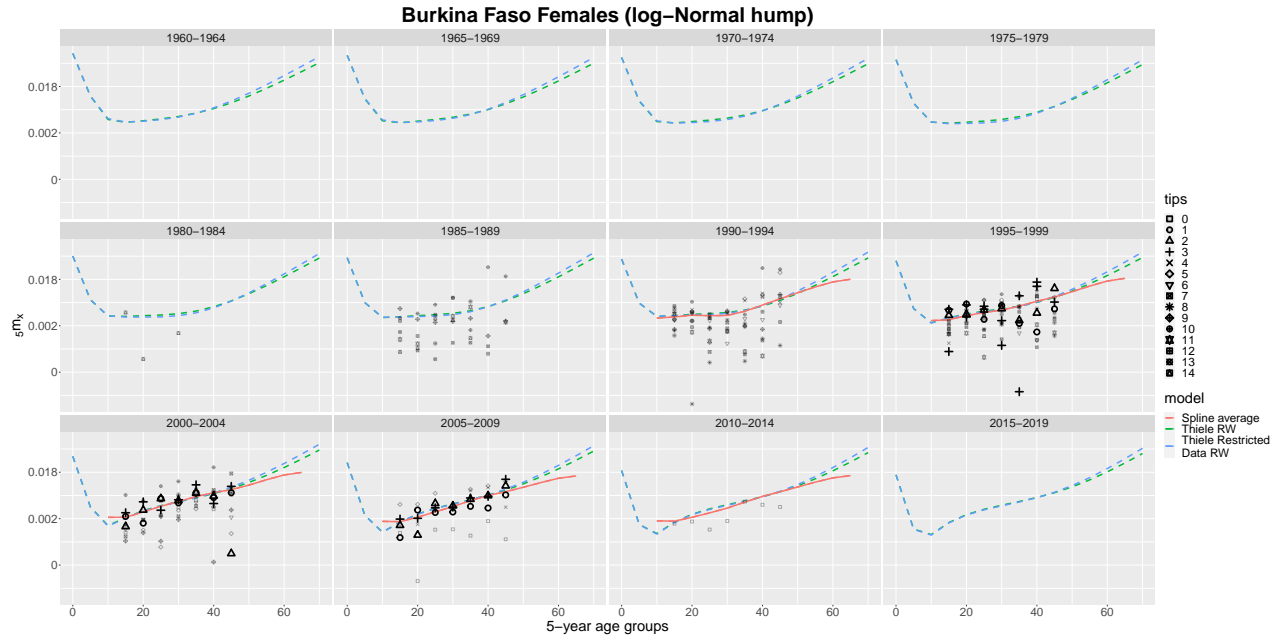 Burkina Faso Females (log−Normal hump)
1960−1964 1965−1969 1970−1974 1975−1979
0.018
0.002
0
1980−1984 1985−1989 1990−1994 1995−1999
0.018
0.002
0
2000−2004 2005−2009 2010−2014 2015−2019
0.018
0.002
0
0 20 40 60 0 20 40 60 0 20 40 60 0 20 40 60
5−year age groups
5mx
tips
0
1
2
3
4
5
6
7
8
9
10
11
12
13
14
model
Spline average
Thiele RW
Thiele Restricted
Data RW